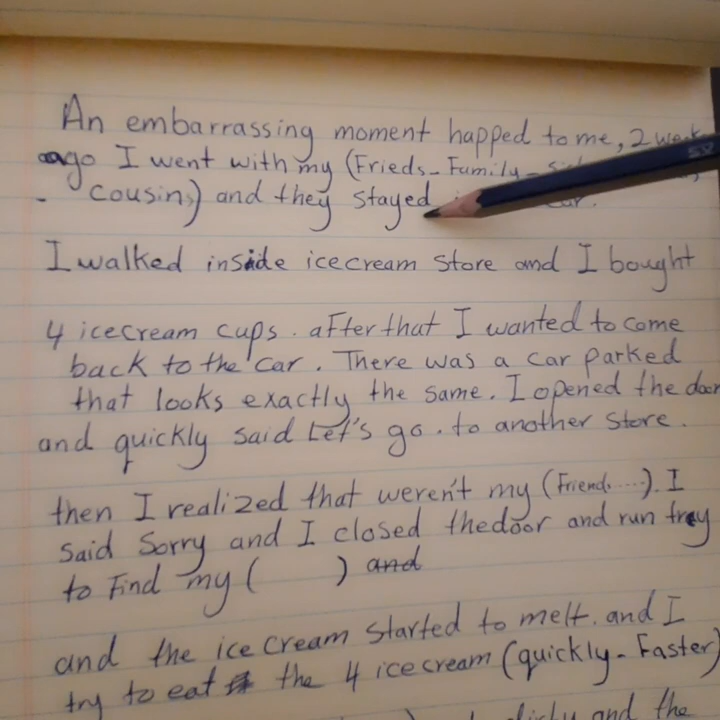 An embarrassing moment happed to me, 2 week
ago I went with my (Frieds - Family -
- cousins) and they stayed
I walked inside icecream store and I bought
4 icecream cups. after that I wanted to come
back to the car. There was a car parked
that looks exactly the same. I opened the door
and quickly said Let's go. to another store.
then I realized that weren't my (Friend. ....). I
said Sorry and I closed thedoor and run trey
to Find my (          ) and
and the ice cream started to melt. and I
try to eat the 4 icecream (quickly - Faster)
and the